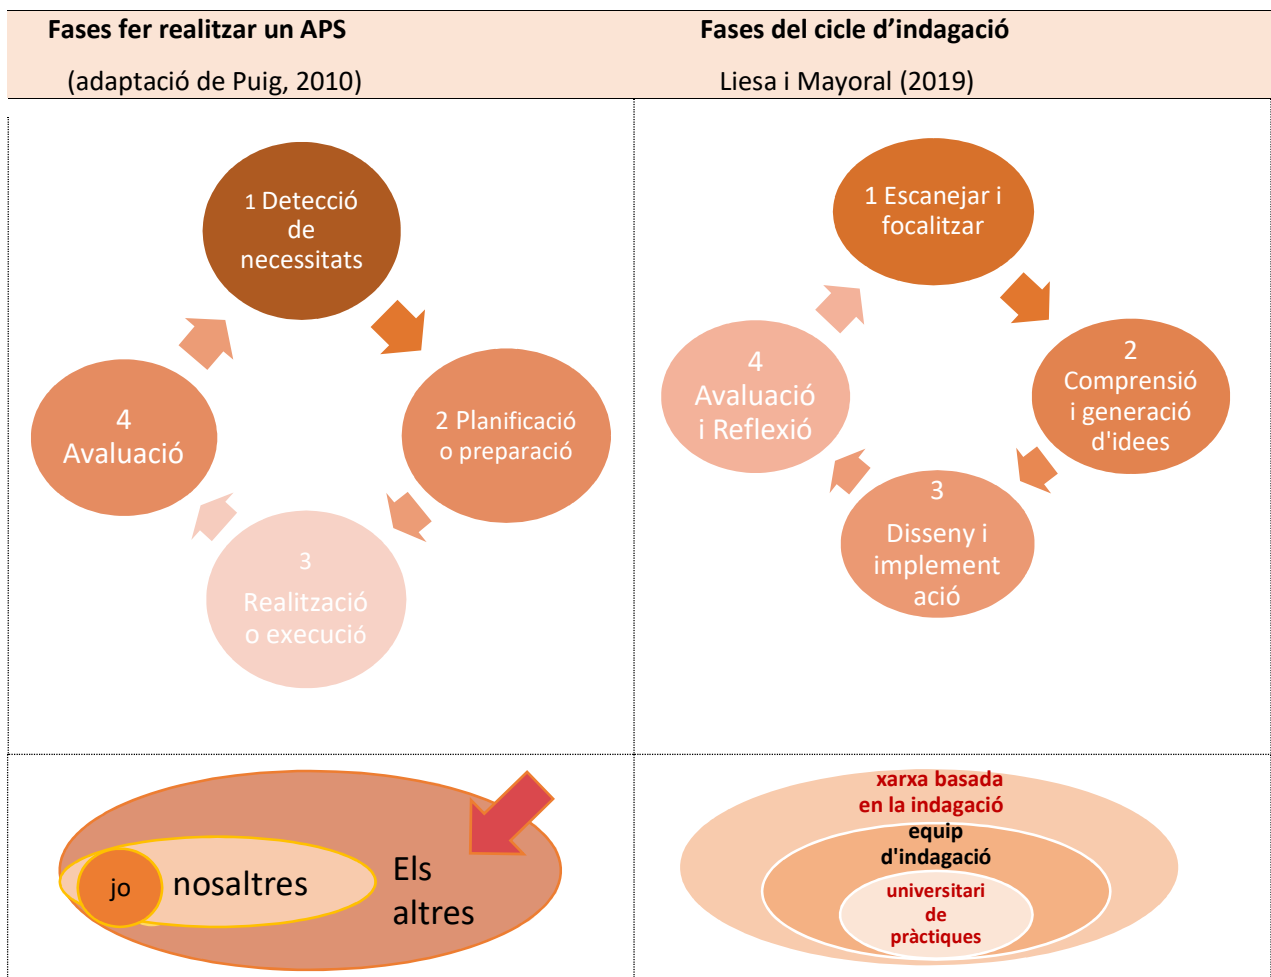 Fases fer realitzar un APS
(adaptació de Puig, 2010)
Fases del cicle d’indagació
Liesa i Mayoral (2019)
1 Detecció
de
necessitats
2 Planificació
o preparació
3
Realització
o execució
4
Avaluació
1 Escanejar i
focalitzar
2
Comprensió
i generació
d'idees
3
Disseny i
implement
ació
4
Avaluació
i Reflexió
jo
nosaltres
Els
altres
xarxa basada
en la indagació
equip
d'indagació
universitari
de
pràctiques